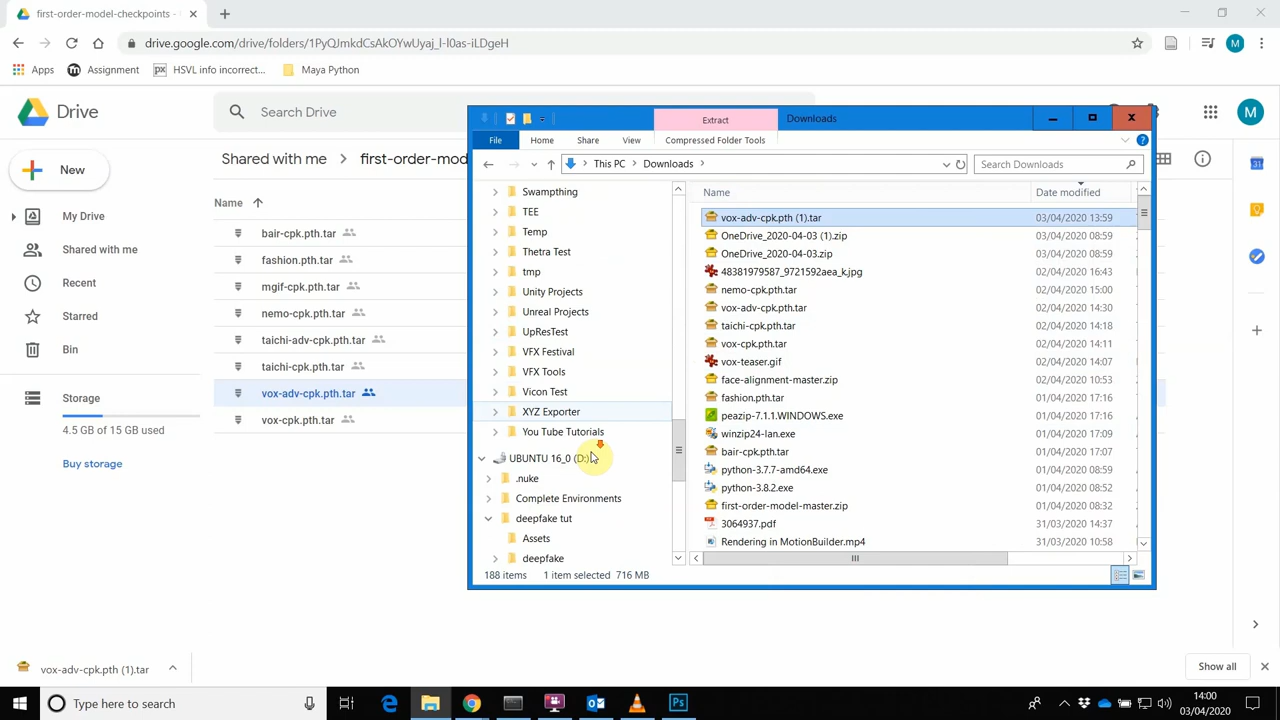 first-order-model-checkpoints -
drive.google.com/drive/folders/1PyQJmkdCsAkOYwUyaj_l-l0as-iLDgeH
M
Apps
Assignment
px
HSVL info incorrect...
Maya Python
Drive
Search Drive
M
New
My Drive
Shared with me
Recent
Starred
Bin
Storage
4.5 GB of 15 GB used
Buy storage
Shared with me
first-order-mod
Name
bair-cpk.pth.tar
fashion.pth.tar
mgif-cpk.pth.tar
nemo-cpk.pth.tar
taichi-adv-cpk.pth.tar
taichi-cpk.pth.tar
vox-adv-cpk.pth.tar
vox-cpk.pth.tar
Extract
Downloads
File
Home
Share
View
Compressed Folder Tools
This PC
Downloads
Search Downloads
Swampthing
TEE
Temp
Thetra Test
tmp
Unity Projects
Unreal Projects
UpResTest
VFX Festival
VFX Tools
Vicon Test
XYZ Exporter
You Tube Tutorials
UBUNTU 16_0 (D:)
.nuke
Complete Environments
deepfake tut
Assets
deepfake
Name Date modified
vox-adv-cpk.pth (1).tar 03/04/2020 13:59
OneDrive_2020-04-03 (1).zip 03/04/2020 08:59
OneDrive_2020-04-03.zip 03/04/2020 08:59
48381979587_9721592aea_k.jpg 02/04/2020 16:43
nemo-cpk.pth.tar 02/04/2020 15:00
vox-adv-cpk.pth.tar 02/04/2020 14:30
taichi-cpk.pth.tar 02/04/2020 14:18
vox-cpk.pth.tar 02/04/2020 14:11
vox-teaser.gif 02/04/2020 14:07
face-alignment-master.zip 02/04/2020 10:53
fashion.pth.tar 01/04/2020 17:16
peazip-7.1.1.WINDOWS.exe 01/04/2020 17:16
winzip24-lan.exe 01/04/2020 17:09
bair-cpk.pth.tar 01/04/2020 17:07
python-3.7.7-amd64.exe 01/04/2020 08:59
python-3.8.2.exe 01/04/2020 08:52
first-order-model-master.zip 01/04/2020 08:32
3064937.pdf 31/03/2020 14:37
Rendering in MotionBuilder.mp4 31/03/2020 10:58
188 items 1 item selected 716 MB
31
vox-adv-cpk.pth (1).tar
Show all
Type here to search
Ps
14:00
03/04/2020